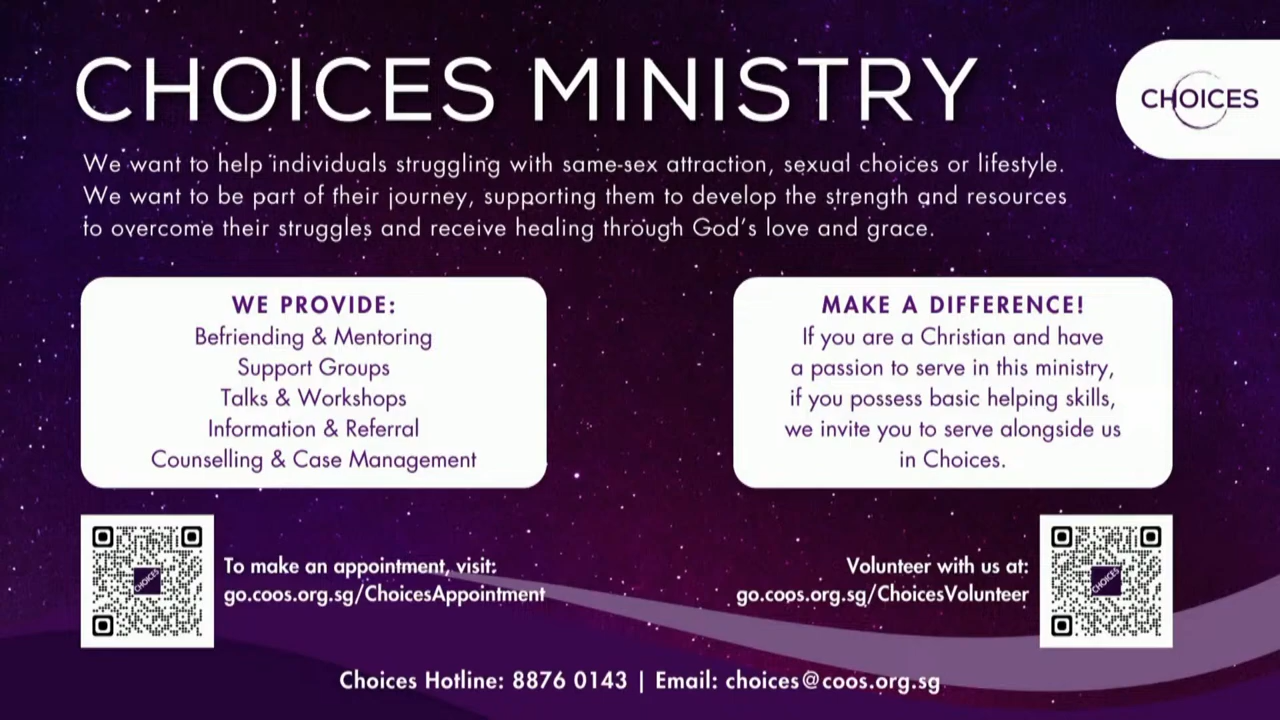 CHOICES MINISTRY
CHOICES
We want to help individuals struggling with same-sex attraction, sexual choices or lifestyle.
We want to be part of their journey, supporting them to develop the strength and resources
to overcome their struggles and receive healing through God's love and grace.
WE PROVIDE:
Befriending & Mentoring
Support Groups
Talks & Workshops
Information & Referral
Counselling & Case Management
MAKE A DIFFERENCE!
If you are a Christian and have
a passion to serve in this ministry,
if you possess basic helping skills,
we invite you to serve alongside us
in Choices.
CHOICES
To make an appointment, visit:
go.coos.org.sg/ChoicesAppointment
Volunteer with us at:
go.coos.org.sg/ChoicesVolunteer
CHOICES
Choices Hotline: 8876 0143 | Email: choices@coos.org.sg